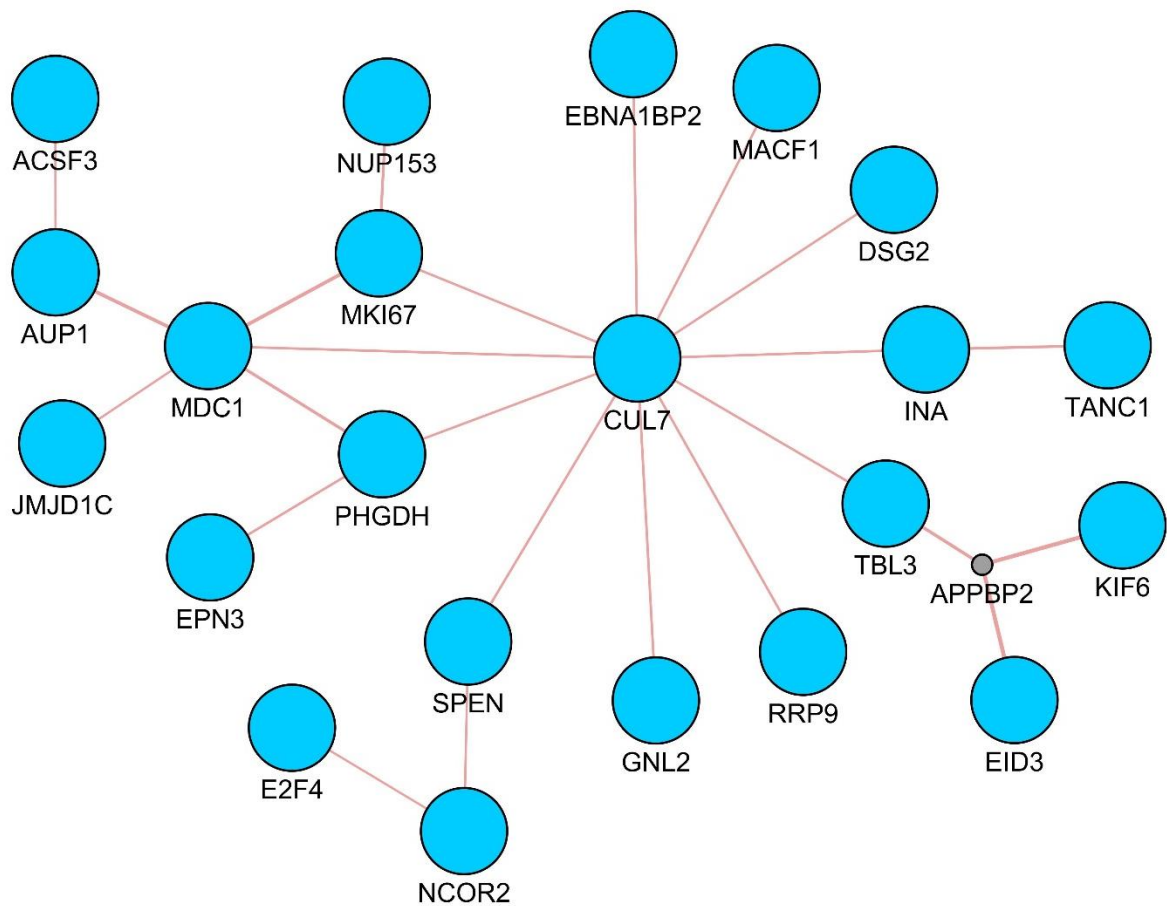 EBNA1BP2
MACF1
ACSF3
NUP153
DSG2
AUP1
MKI67
MDC1
CUL7
INA
TANC1
JMJD1C
PHGDH
TBL3
APPBP2
KIF6
EPN3
SPEN
RRP9
GNL2
EID3
E2F4
NCOR2